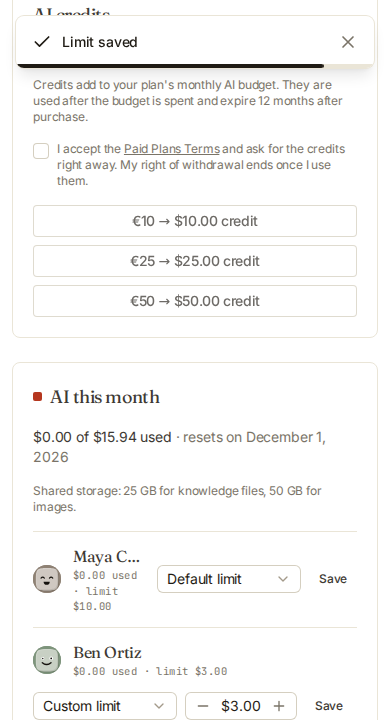 AI credits
Limit saved
Credits add to your plan's monthly AI budget. They are
used after the budget is spent and expire 12 months after
purchase.
I accept the Paid Plans Terms and ask for the credits
right away. My right of withdrawal ends once I use
them.
€10 → $10.00 credit
€25 → $25.00 credit
€50 → $50.00 credit
AI this month
$0.00 of $15.94 used · resets on December 1,
2026
Shared storage: 25 GB for knowledge files, 50 GB for
images.
Maya C...
$0.00 used
· limit
$10.00
Default limit
Save
Ben Ortiz
$0.00 used · limit $3.00
Custom limit
− $3.00 +
Save